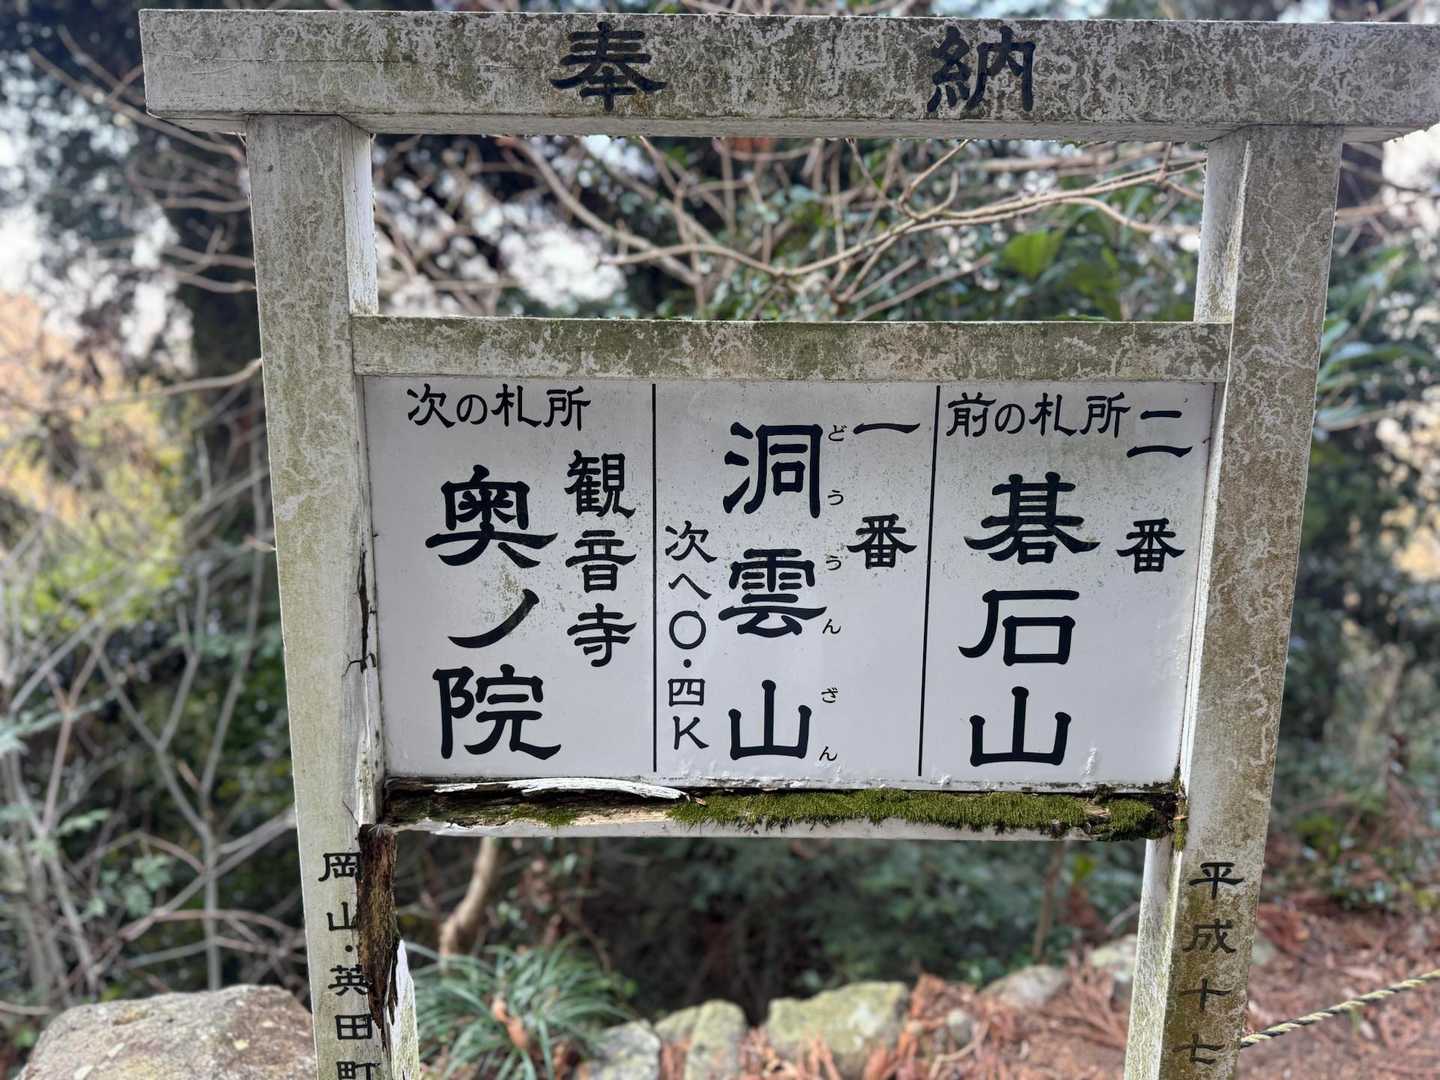 奉納
前の札所
二番
碁石山
一番
洞雲山
どううんざん
次へ〇・四K
次の札所
観音寺
奥ノ院
平成十七
岡山・英田町